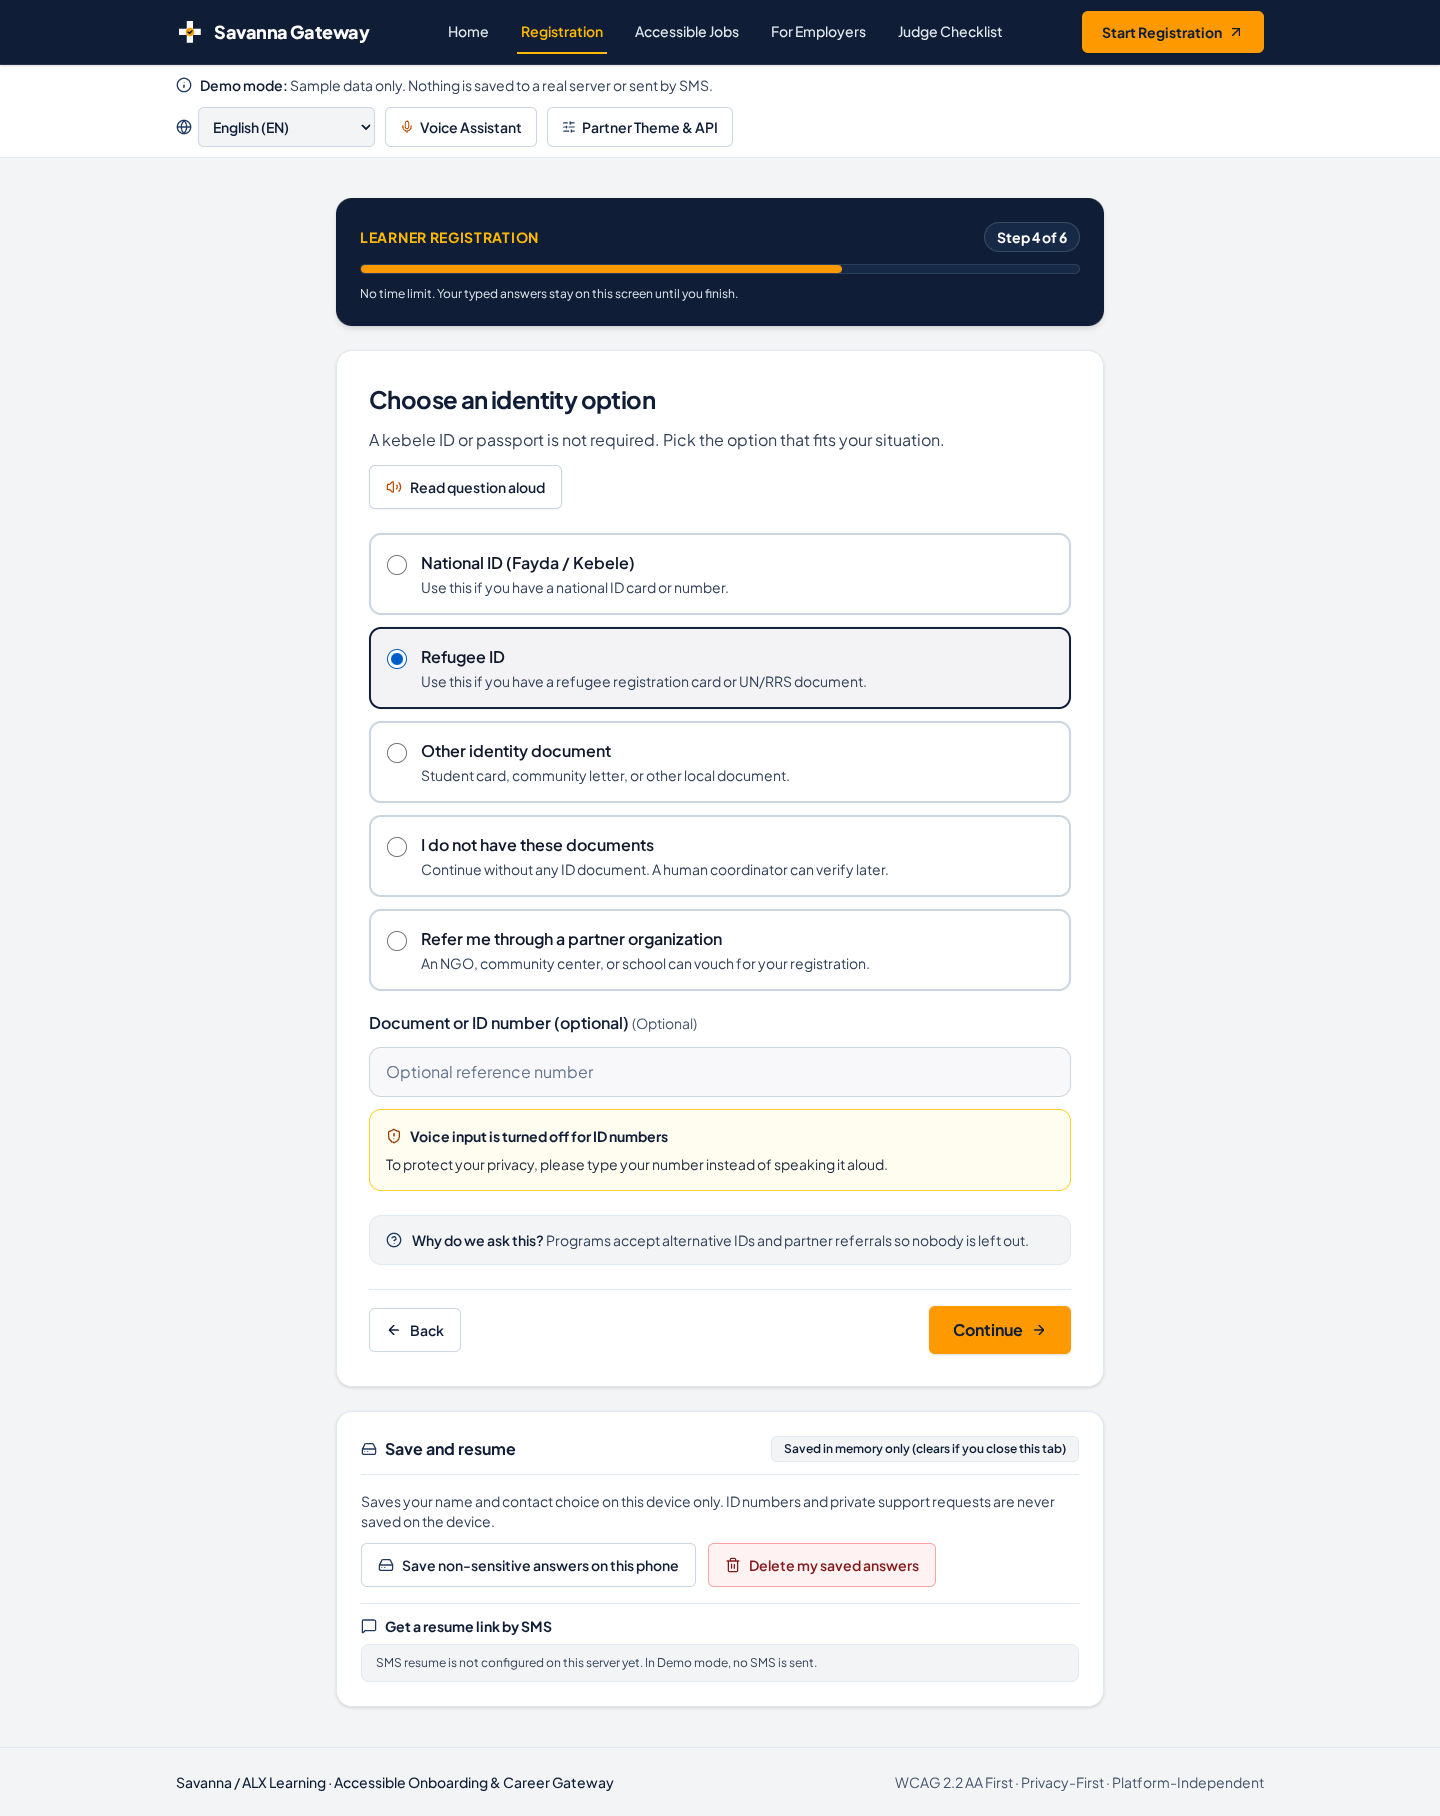 Savanna Gateway
Home
Registration
Accessible Jobs
For Employers
Judge Checklist
Start Registration
Demo mode: Sample data only. Nothing is saved to a real server or sent by SMS.
English (EN)
Voice Assistant
Partner Theme & API
LEARNER REGISTRATION
Step 4 of 6
No time limit. Your typed answers stay on this screen until you finish.
Choose an identity option
A kebele ID or passport is not required. Pick the option that fits your situation.
Read question aloud
National ID (Fayda / Kebele)
Use this if you have a national ID card or number.
Refugee ID
Use this if you have a refugee registration card or UN/RRS document.
Other identity document
Student card, community letter, or other local document.
I do not have these documents
Continue without any ID document. A human coordinator can verify later.
Refer me through a partner organization
An NGO, community center, or school can vouch for your registration.
Document or ID number (optional) (Optional)
Optional reference number
Voice input is turned off for ID numbers
To protect your privacy, please type your number instead of speaking it aloud.
Why do we ask this? Programs accept alternative IDs and partner referrals so nobody is left out.
Back
Continue
Save and resume
Saved in memory only (clears if you close this tab)
Saves your name and contact choice on this device only. ID numbers and private support requests are never
saved on the device.
Save non-sensitive answers on this phone
Delete my saved answers
Get a resume link by SMS
SMS resume is not configured on this server yet. In Demo mode, no SMS is sent.
Savanna / ALX Learning · Accessible Onboarding & Career Gateway
WCAG 2.2 AA First · Privacy-First · Platform-Independent